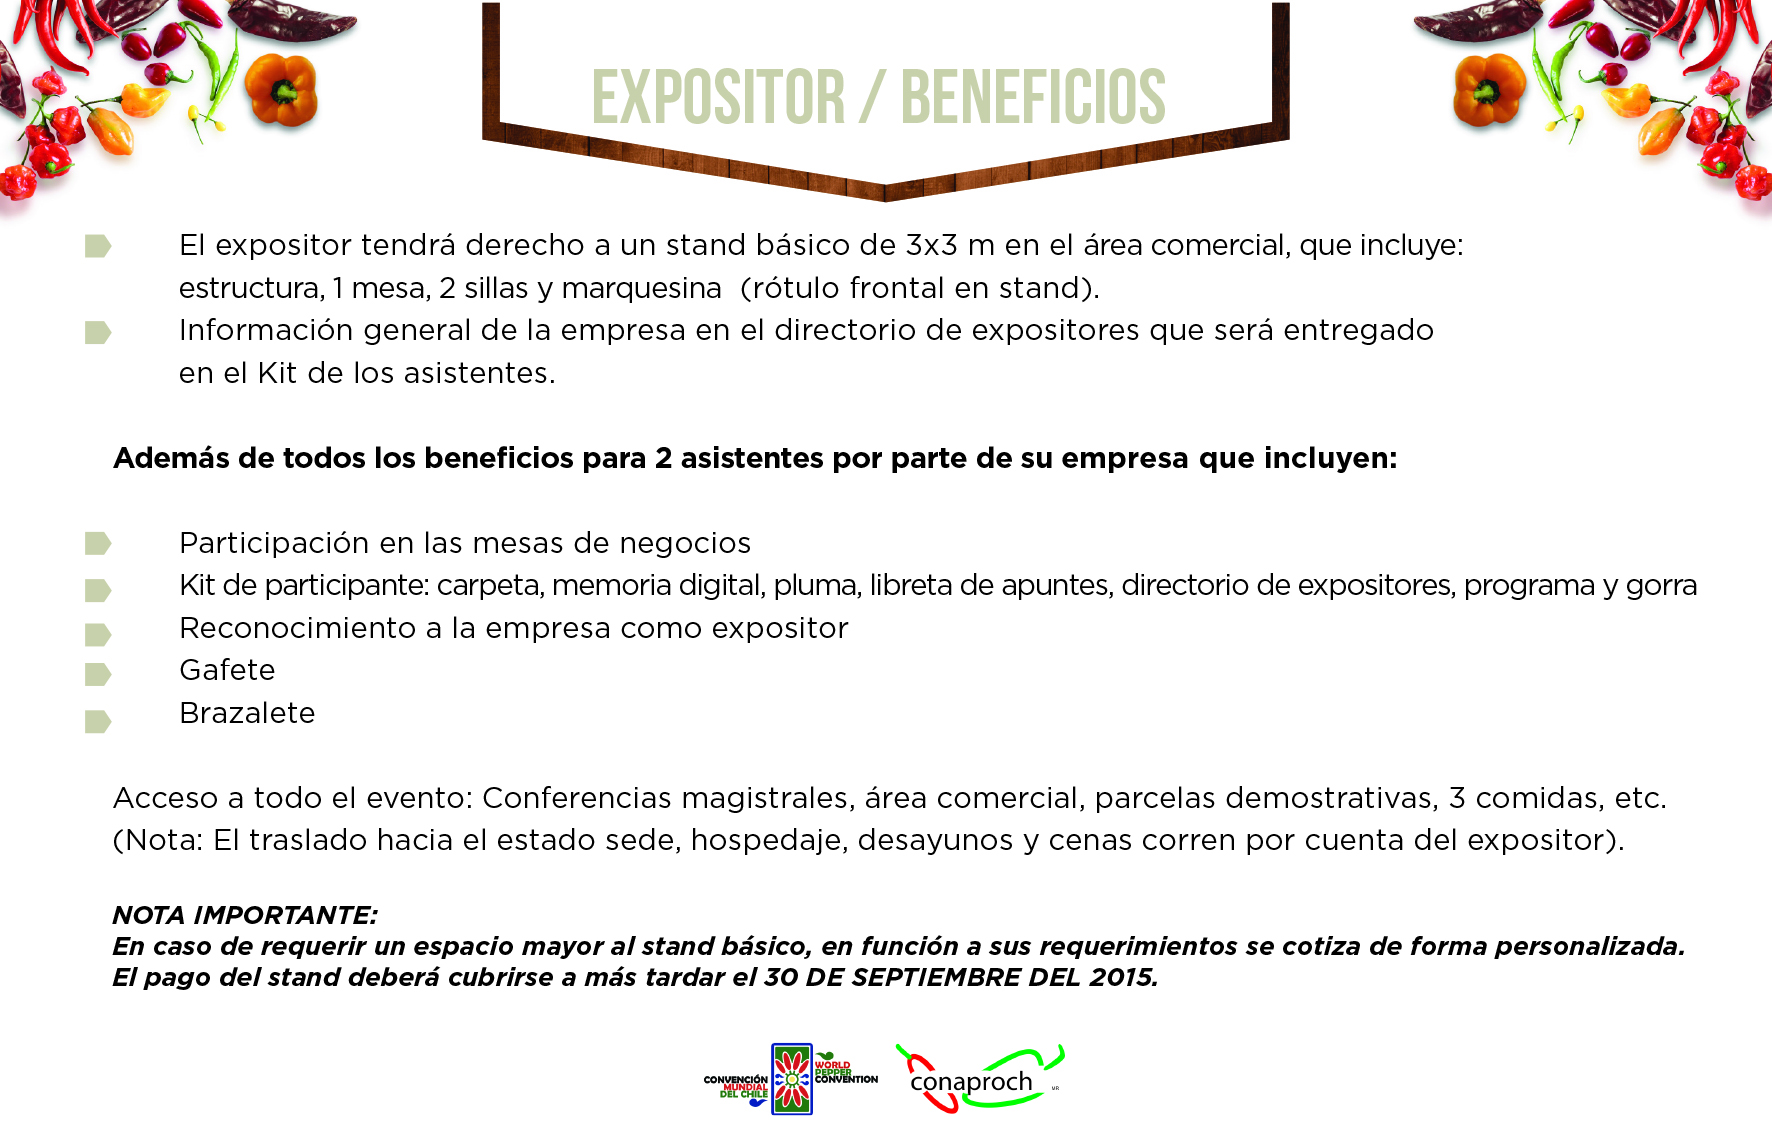 EXPOSITOR / BENEFICIOS
El expositor tendrá derecho a un stand básico de 3x3 m en el área comercial, que incluye:
estructura, 1 mesa, 2 sillas y marquesina (rótulo frontal en stand).
Información general de la empresa en el directorio de expositores que será entregado
en el Kit de los asistentes.
Además de todos los beneficios para 2 asistentes por parte de su empresa que incluyen:
Participación en las mesas de negocios
Kit de participante: carpeta, memoria digital, pluma, libreta de apuntes, directorio de expositores, programa y gorra
Reconocimiento a la empresa como expositor
Gafete
Brazalete
Acceso a todo el evento: Conferencias magistrales, área comercial, parcelas demostrativas, 3 comidas, etc.
(Nota: El traslado hacia el estado sede, hospedaje, desayunos y cenas corren por cuenta del expositor).
NOTA IMPORTANTE:
En caso de requerir un espacio mayor al stand básico, en función a sus requerimientos se cotiza de forma personalizada.
El pago del stand deberá cubrirse a más tardar el 30 DE SEPTIEMBRE DEL 2015.
CONVENCIÓN
MUNDIAL
DEL CHILE
WORLD
PEPPER
CONVENTION
conaproch
MR